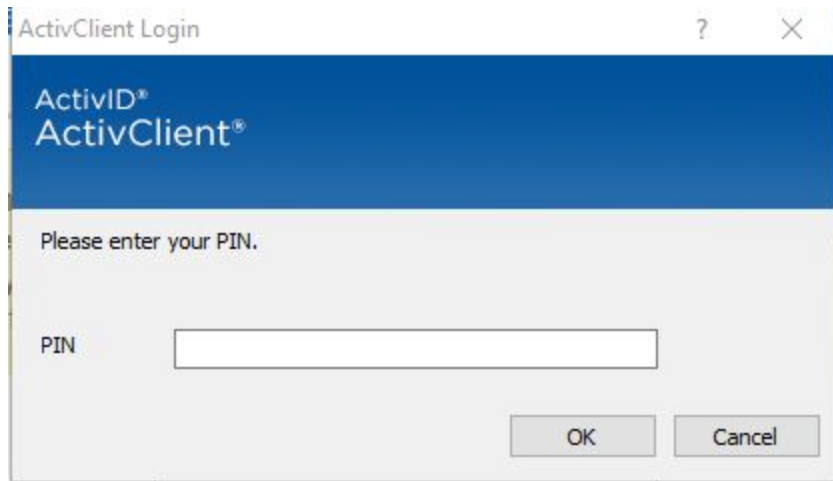 ActivClient Login ?
ActivID®
ActivClient®
Please enter your PIN.
PIN
OK Cancel